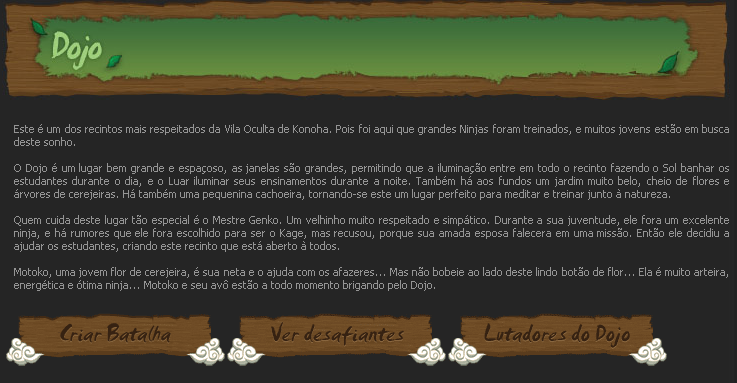 Dojo
Este é um dos recintos mais respeitados da Vila Oculta de Konoha. Pois foi aqui que grandes Ninjas foram treinados, e muitos jovens estão em busca
deste sonho.
O Dojo é um lugar bem grande e espaçoso, as janelas são grandes, permitindo que a iluminação entre em todo o recinto fazendo o Sol banhar os
estudantes durante o dia, e o Luar iluminar seus ensinamentos durante a noite. Também há aos fundos um jardim muito belo, cheio de flores e
árvores de cerejeiras. Há também uma pequenina cachoeira, tornando-se este um lugar perfeito para meditar e treinar junto à natureza.
Quem cuida deste lugar tão especial é o Mestre Genko. Um velhinho muito respeitado e simpático. Durante a sua juventude, ele fora um excelente
ninja, e há rumores que ele fora escolhido para ser o Kage, mas recusou, porque sua amada esposa falecera em uma missão. Então ele decidiu a
ajudar os estudantes, criando este recinto que está aberto à todos.
Motoko, uma jovem flor de cerejeira, é sua neta e o ajuda com os afazeres... Mas não bobeie ao lado deste lindo botão de flor... Ela é muito arteira,
energética e ótima ninja... Motoko e seu avô estão a todo momento brigando pelo Dojo.
Criar Batalha
Ver desafiantes
Lutadores do Dojo